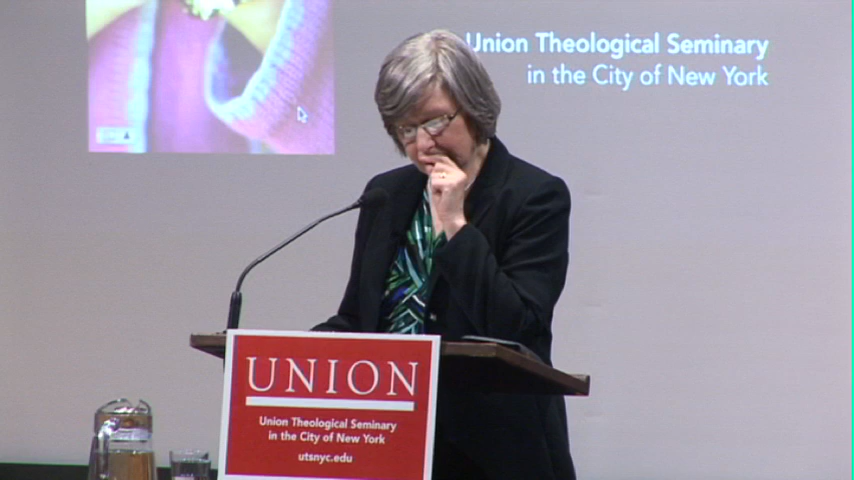 Union Theological Seminary
in the City of New York
UNION
Union Theological Seminary
in the City of New York
utsnyc.edu